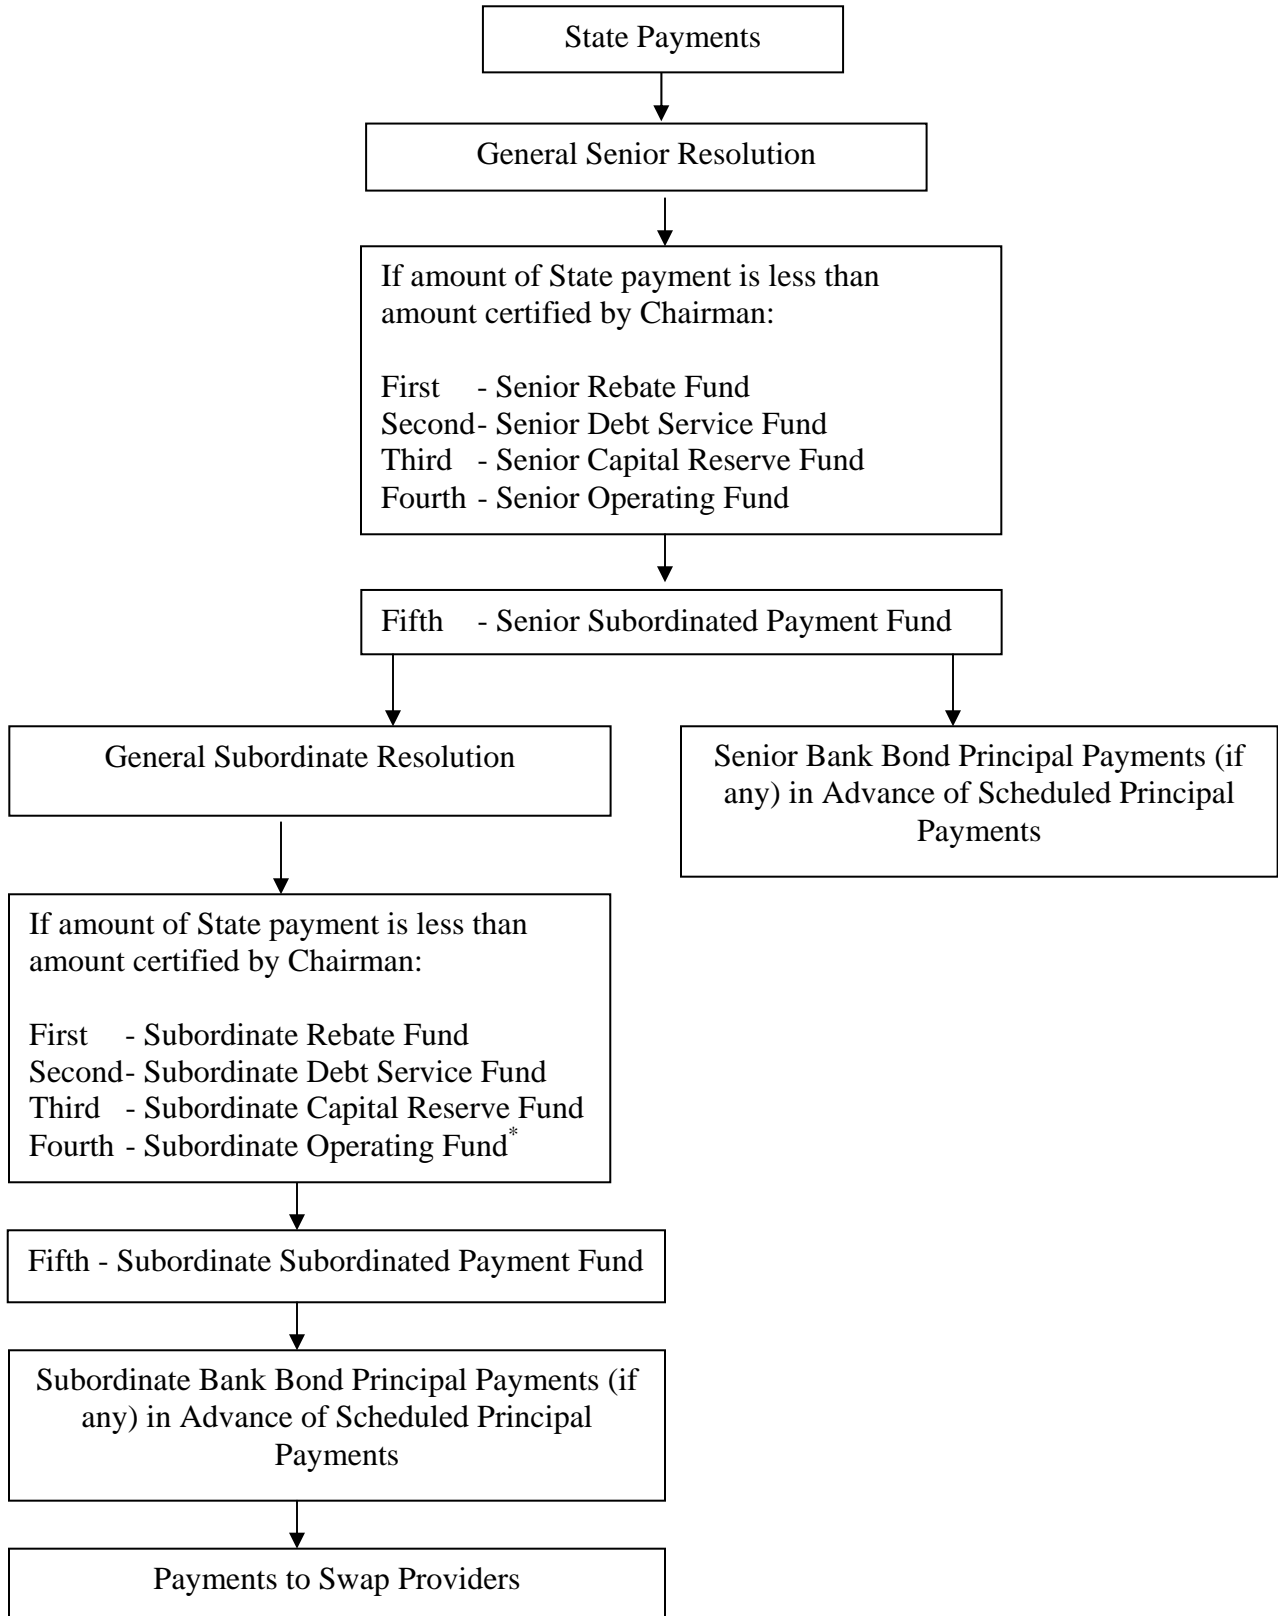 State Payments
General Senior Resolution
If amount of State payment is less than
amount certified by Chairman:
First - Senior Rebate Fund
Second - Senior Debt Service Fund
Third - Senior Capital Reserve Fund
Fourth - Senior Operating Fund
Fifth - Senior Subordinated Payment Fund
General Subordinate Resolution
Senior Bank Bond Principal Payments (if
any) in Advance of Scheduled Principal
Payments
If amount of State payment is less than
amount certified by Chairman:
First - Subordinate Rebate Fund
Second - Subordinate Debt Service Fund
Third - Subordinate Capital Reserve Fund
Fourth - Subordinate Operating Fund*
Fifth - Subordinate Subordinated Payment Fund
Subordinate Bank Bond Principal Payments (if
any) in Advance of Scheduled Principal
Payments
Payments to Swap Providers